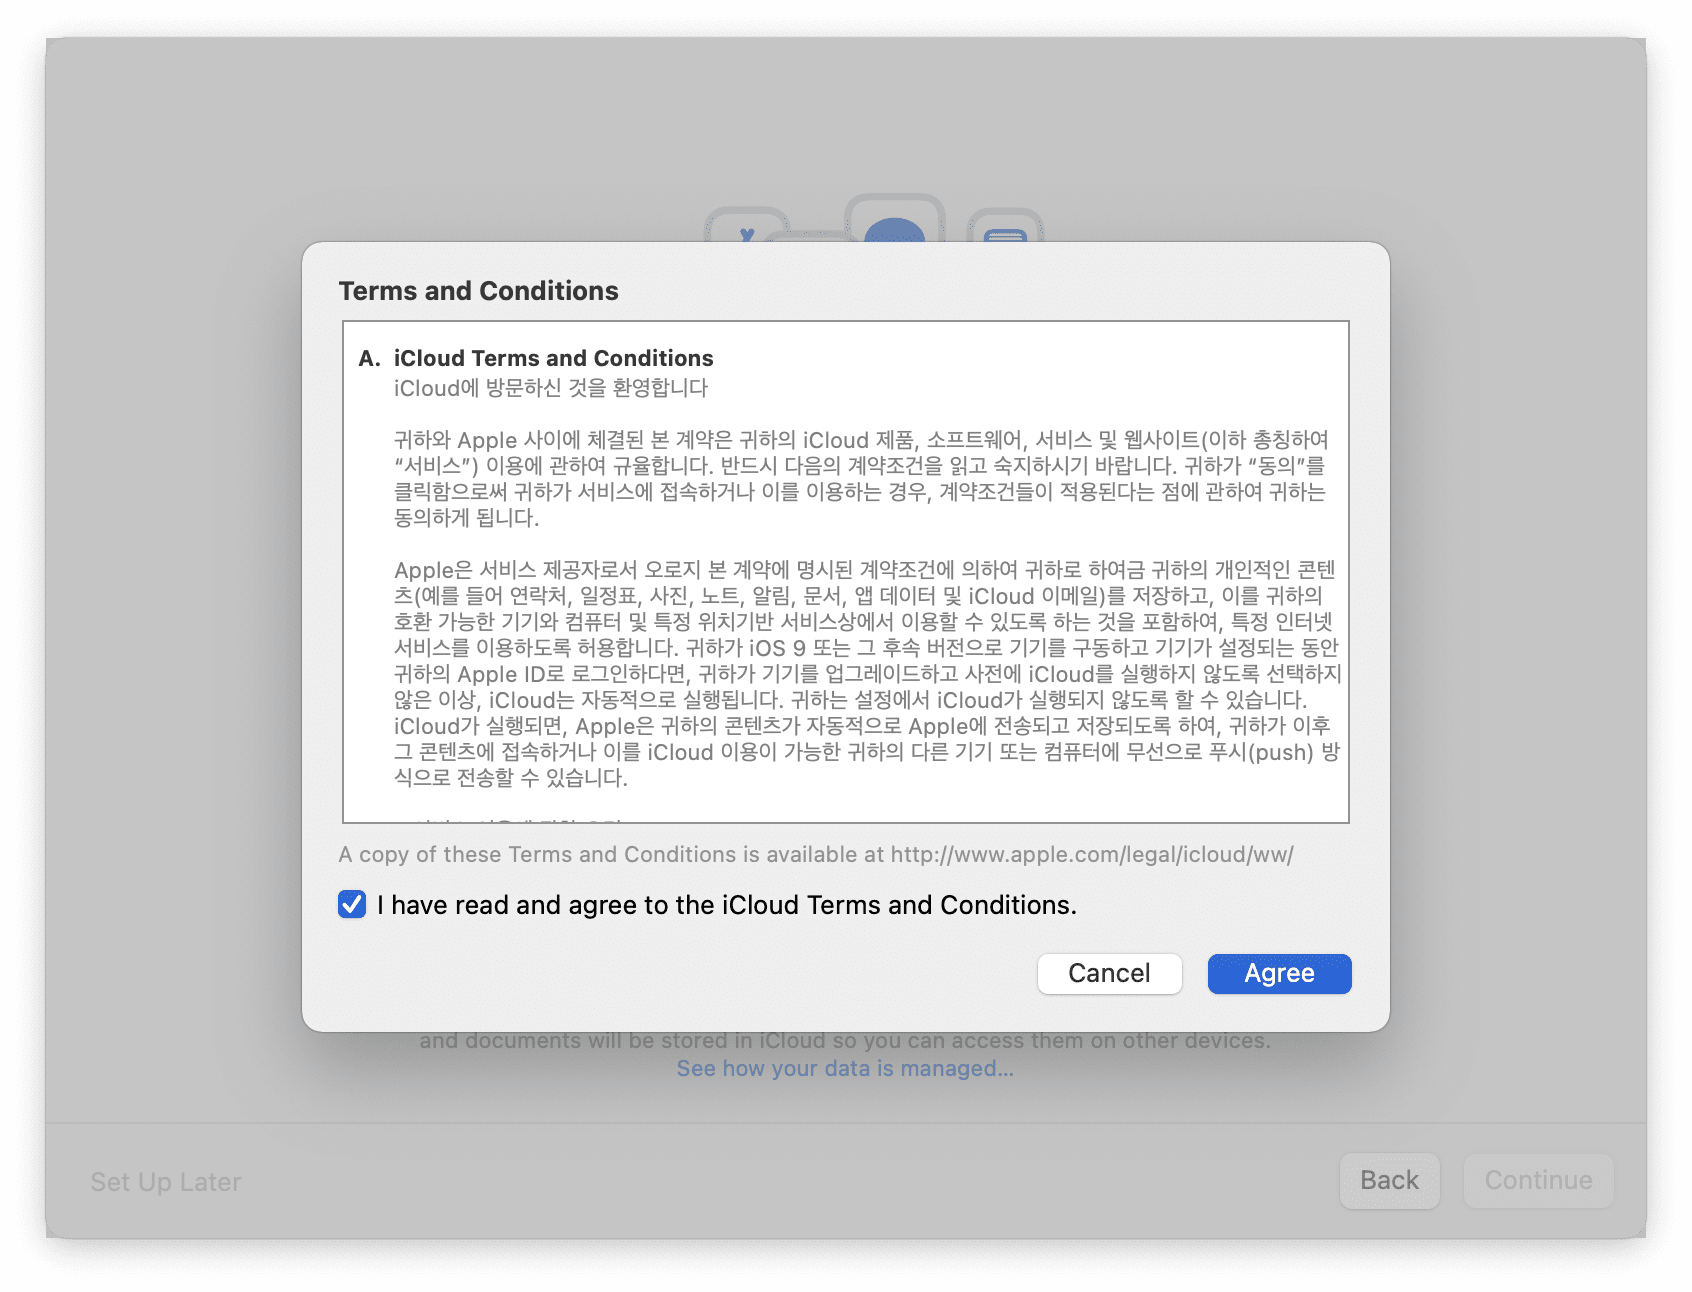 Terms and Conditions
A. iCloud Terms and Conditions
iCloud에 방문하신 것을 환영합니다
귀하와 Apple 사이에 체결된 본 계약은 귀하의 iCloud 제품, 소프트웨어, 서비스 및 웹사이트(이하 총칭하여
“서비스”) 이용에 관하여 규율합니다. 반드시 다음의 계약조건을 읽고 숙지하시기 바랍니다. 귀하가 “동의”를
클릭함으로써 귀하가 서비스에 접속하거나 이를 이용하는 경우, 계약조건들이 적용된다는 점에 관하여 귀하는
동의하게 됩니다.
Apple은 서비스 제공자로서 오로지 본 계약에 명시된 계약조건에 의하여 귀하로 하여금 귀하의 개인적인 콘텐
츠(예를 들어 연락처, 일정표, 사진, 노트, 알림, 문서, 앱 데이터 및 iCloud 이메일)를 저장하고, 이를 귀하의
호환 가능한 기기와 컴퓨터 및 특정 위치기반 서비스상에서 이용할 수 있도록 하는 것을 포함하여, 특정 인터넷
서비스를 이용하도록 허용합니다. 귀하가 iOS 9 또는 그 후속 버전으로 기기를 구동하고 기기가 설정되는 동안
귀하의 Apple ID로 로그인하다면, 귀하가 기기를 업그레이드하고 사전에 iCloud를 실행하지 않도록 선택하지
않은 이상, iCloud는 자동적으로 실행됩니다. 귀하는 설정에서 iCloud가 실행되지 않도록 할 수 있습니다.
iCloud가 실행되면, Apple은 귀하의 콘텐츠가 자동적으로 Apple에 전송되고 저장되도록 하여, 귀하가 이후
그 콘텐츠에 접속하거나 이를 iCloud 이용이 가능한 귀하의 다른 기기 또는 컴퓨터에 무선으로 푸시(push) 방
식으로 전송할 수 있습니다.
A copy of these Terms and Conditions is available at http://www.apple.com/legal/icloud/ww/
I have read and agree to the iCloud Terms and Conditions.
Cancel Agree
and documents will be stored in iCloud so you can access them on other devices.
See how your data is managed...
Set Up Later Back Continue